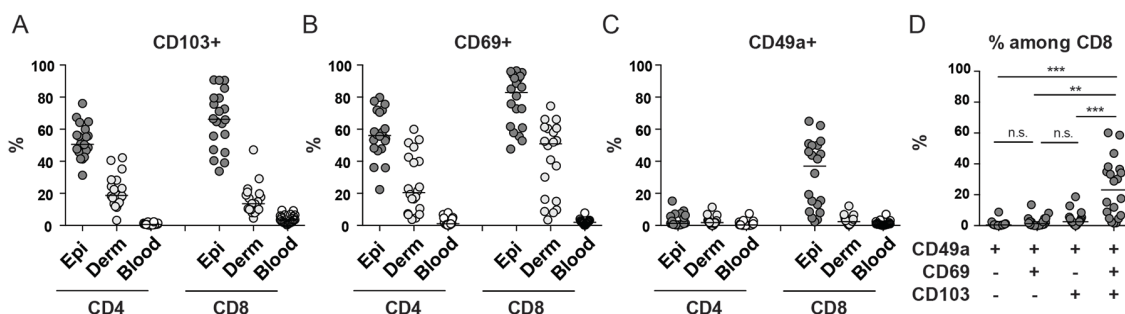 A
CD103+
%
100
80
60
40
20
0
Epi
Derm
Blood
Epi
Derm
Blood
CD4
CD8
B
CD69+
%
100
80
60
40
20
0
Epi
Derm
Blood
Epi
Derm
Blood
CD4
CD8
C
CD49a+
%
100
80
60
40
20
0
Epi
Derm
Blood
Epi
Derm
Blood
CD4
CD8
D
% among CD8
%
100
80
60
40
20
0
***
**
***
n.s. n.s.
CD49a + + + +
CD69 - + - +
CD103 - - + +